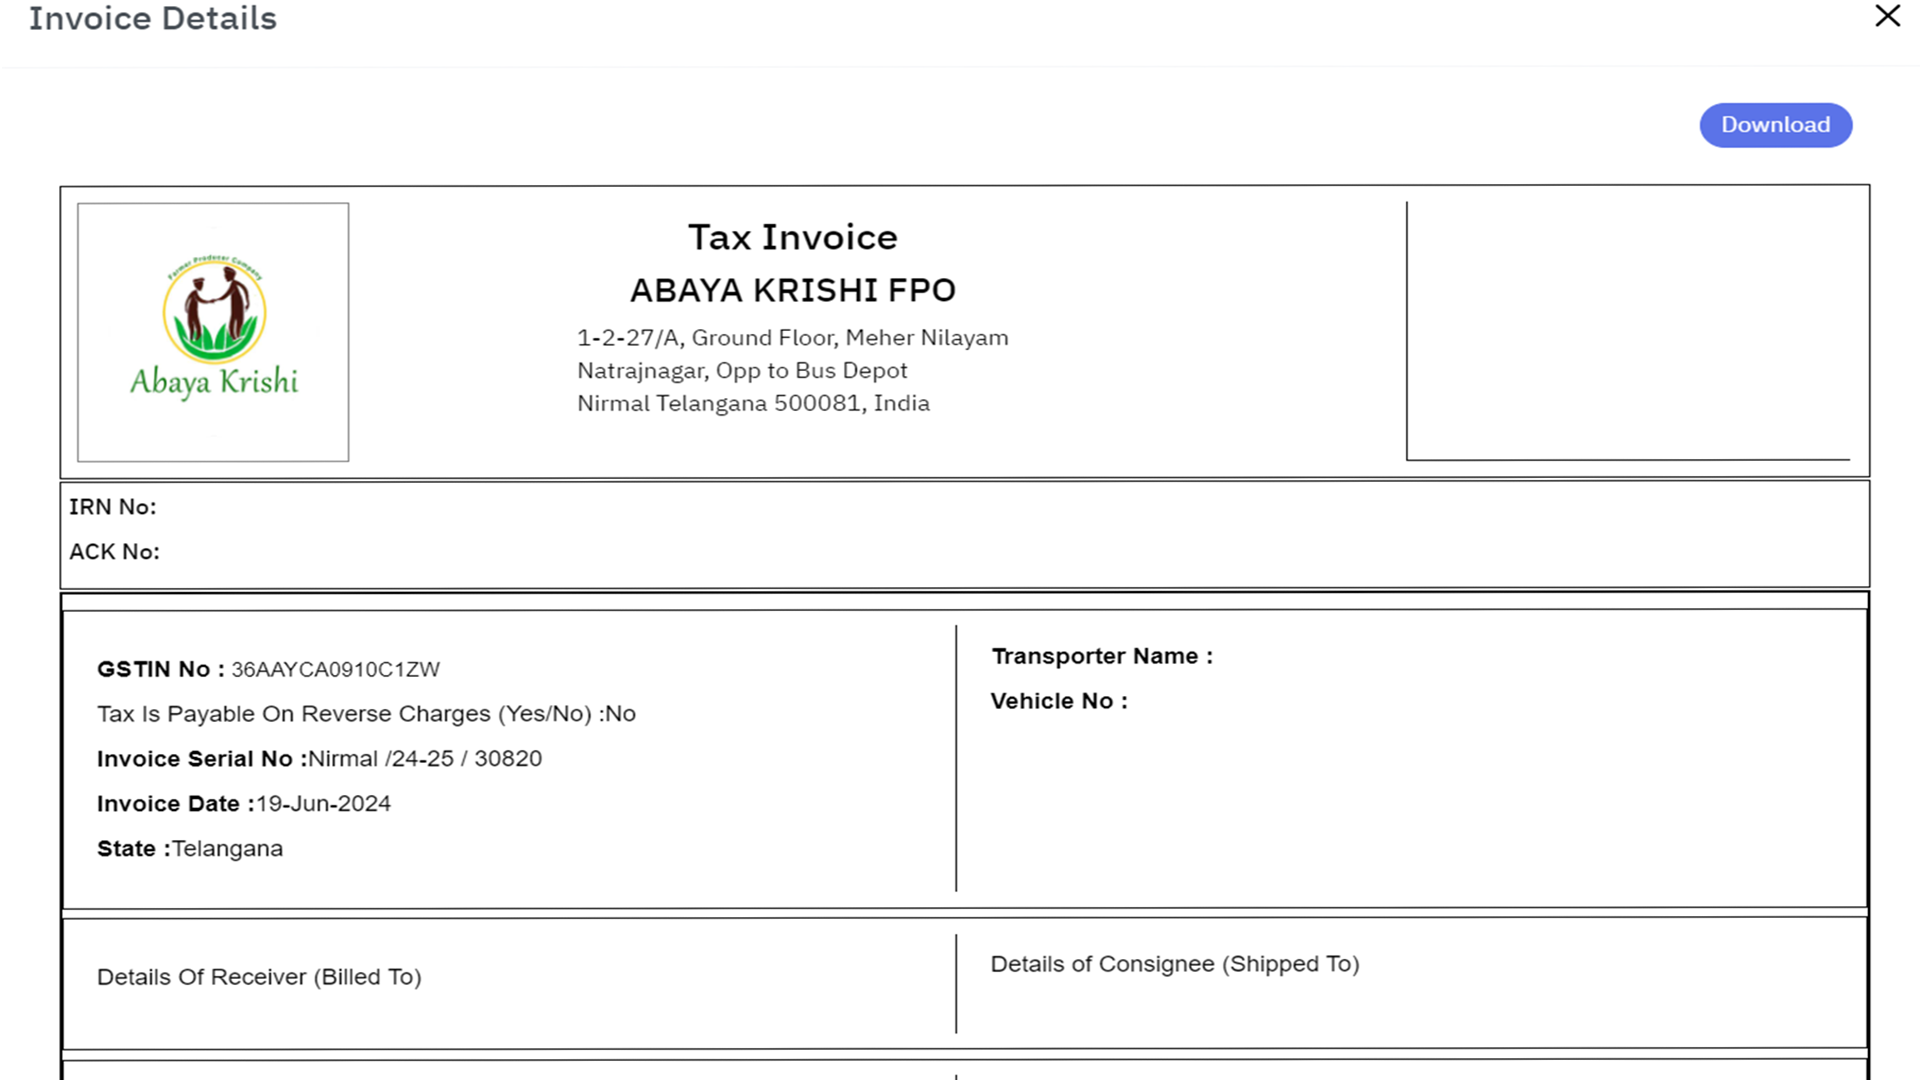 Invoice Details
Download
Farmer Producer Company
Abaya Krishi
Tax Invoice
ABAYA KRISHI FPO
1-2-27/A, Ground Floor, Meher Nilayam
Natrajnagar, Opp to Bus Depot
Nirmal Telangana 500081, India
IRN No:
ACK No:
GSTIN No : 36AAYCA0910C1ZW
Tax Is Payable On Reverse Charges (Yes/No) :No
Invoice Serial No :Nirmal /24-25 / 30820
Invoice Date :19-Jun-2024
State :Telangana
Transporter Name :
Vehicle No :
Details Of Receiver (Billed To)
Details of Consignee (Shipped To)